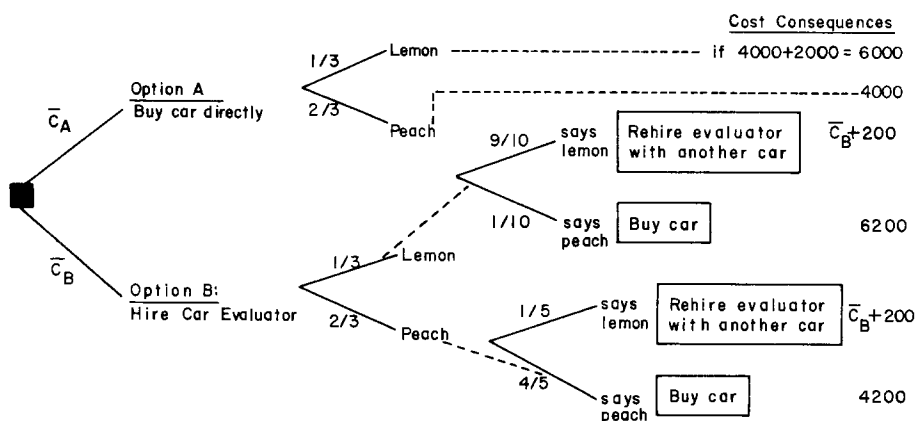 Cost Consequences
1/3
Lemon
if 4000+2000 = 6000
Option A
Buy car directly
C̅A
2/3
Peach
4000
9/10
says
lemon
Rehire evaluator
with another car
C̅B+200
1/10
says
peach
Buy car
6200
C̅B
Option B:
Hire Car Evaluator
1/3
Lemon
2/3
Peach
1/5
says
lemon
Rehire evaluator
with another car
C̅B+200
4/5
says
peach
Buy car
4200